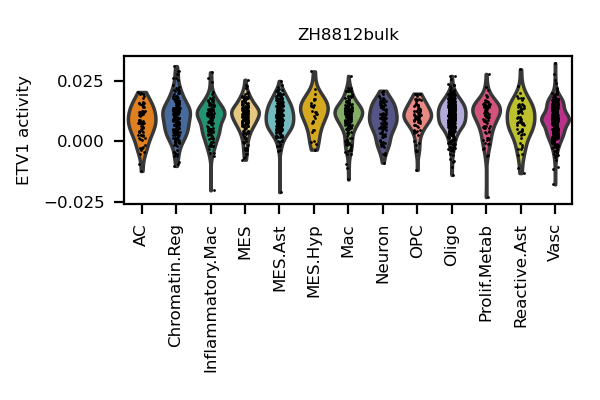 ZH8812bulk
ETV1 activity
0.025
0.000
−0.025
AC
Chromatin.Reg
Inflammatory.Mac
MES
MES.Ast
MES.Hyp
Mac
Neuron
OPC
Oligo
Prolif.Metab
Reactive.Ast
Vasc